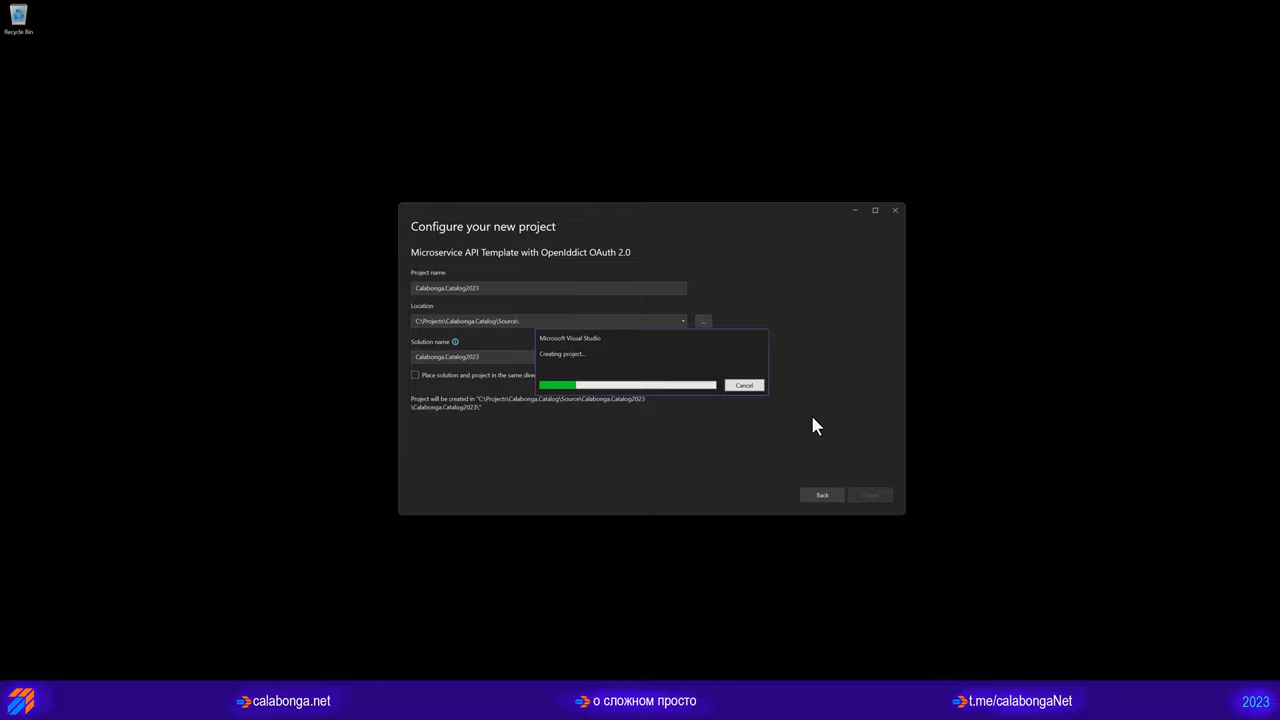 Recycle Bin
Configure your new project
Microservice API Template with OpenIddict OAuth 2.0
Project name
Calabonga.Catalog2023
Location
C:\Projects\Calabonga.Catalog\Source\
...
Solution name
Calabonga.Catalog2023
Place solution and project in the same direc
Project will be created in "C:\Projects\Calabonga.Catalog\Source\Calabonga.Catalog2023
\Calabonga.Catalog2023\"
Microsoft Visual Studio
Creating project...
Cancel
Back
calabonga.net
о сложном просто
t.me/calabongaNet
2023